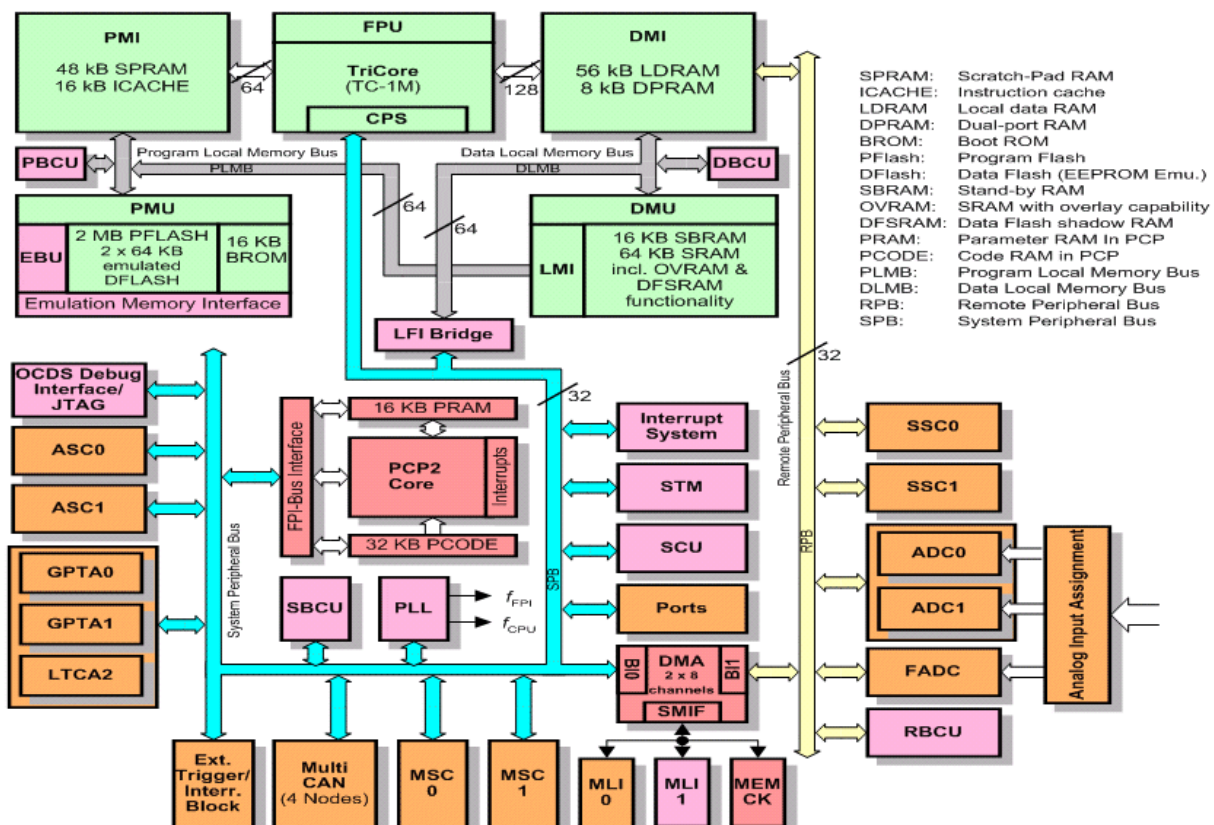 PMI
48 kB SPRAM
16 kB ICACHE
64
FPU
TriCore
(TC-1M)
CPS
128
DMI
56 kB LDRAM
8 kB DPRAM
SPRAM: Scratch-Pad RAM
ICACHE: Instruction cache
LDRAM Local data RAM
DPRAM: Dual-port RAM
BROM: Boot ROM
PFlash: Program Flash
DFlash: Data Flash (EEPROM Emu.)
SBRAM: Stand-by RAM
OVRAM: SRAM with overlay capability
DFSRAM: Data Flash shadow RAM
PRAM: Parameter RAM In PCP
PCODE: Code RAM in PCP
PLMB: Program Local Memory Bus
DLMB: Data Local Memory Bus
RPB: Remote Peripheral Bus
SPB: System Peripheral Bus
PBCU
Program Local Memory Bus
PLMB
Data Local Memory Bus
DLMB
DBCU
64
64
PMU
EBU
2 MB PFLASH
2 x 64 KB
emulated
DFLASH
16 KB
BROM
Emulation Memory Interface
DMU
LMI
16 KB SBRAM
64 KB SRAM
incl. OVRAM &
DFSRAM
functionality
LFI Bridge
32
32
Remote Peripheral Bus
RPB
OCDS Debug
Interface/
JTAG
ASC0
ASC1
GPTA0
GPTA1
LTCA2
System Peripheral Bus
FPI-Bus Interface
16 KB PRAM
PCP2
Core
Interrupts
32 KB PCODE
SBCU
PLL
fFPI
fCPU
SPB
Interrupt
System
STM
SCU
Ports
BI0
DMA
2 x 8
channels
BI1
SMIF
SSC0
SSC1
ADC0
ADC1
FADC
RBCU
Analog Input Assignment
Ext.
Trigger/
Interr.
Block
Multi
CAN
(4 Nodes)
MSC
0
MSC
1
MLI
0
MLI
1
MEM
CK